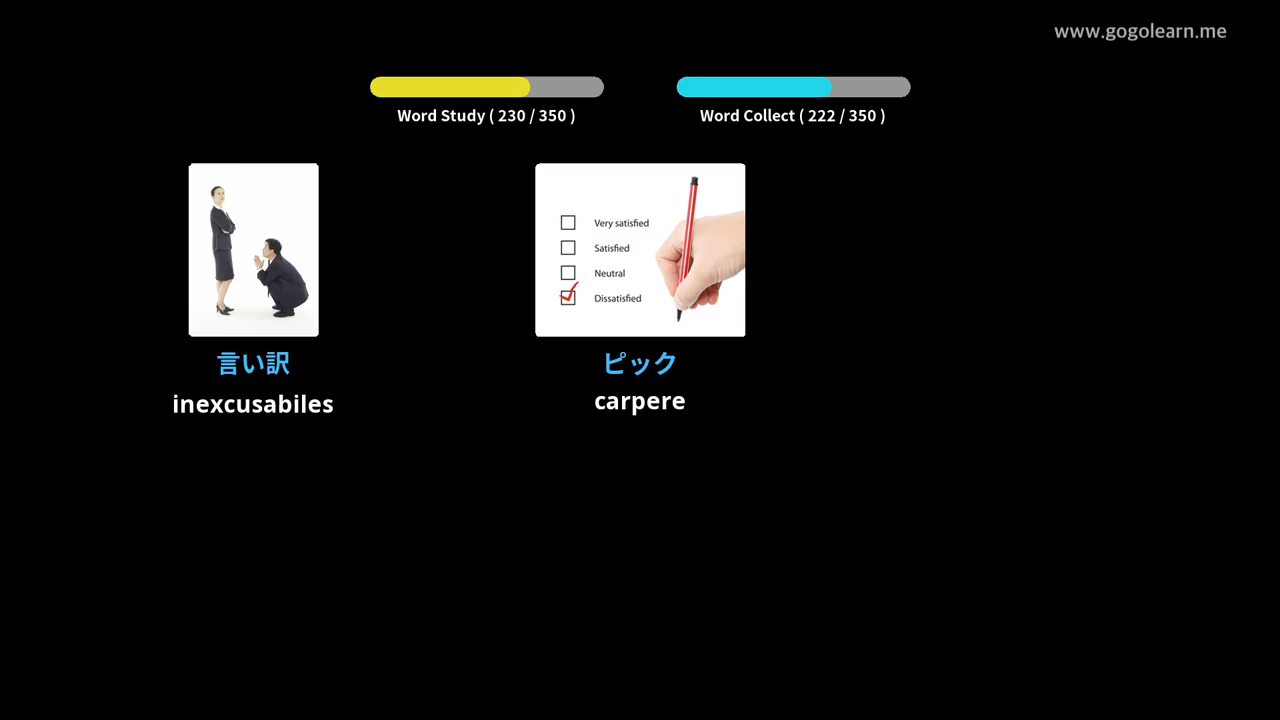 www.gogolearn.me
Word Study ( 230 / 350 )
Word Collect ( 222 / 350 )
Very satisfied
Satisfied
Neutral
Dissatisfied
言い訳
ピック
inexcusabiles
carpere